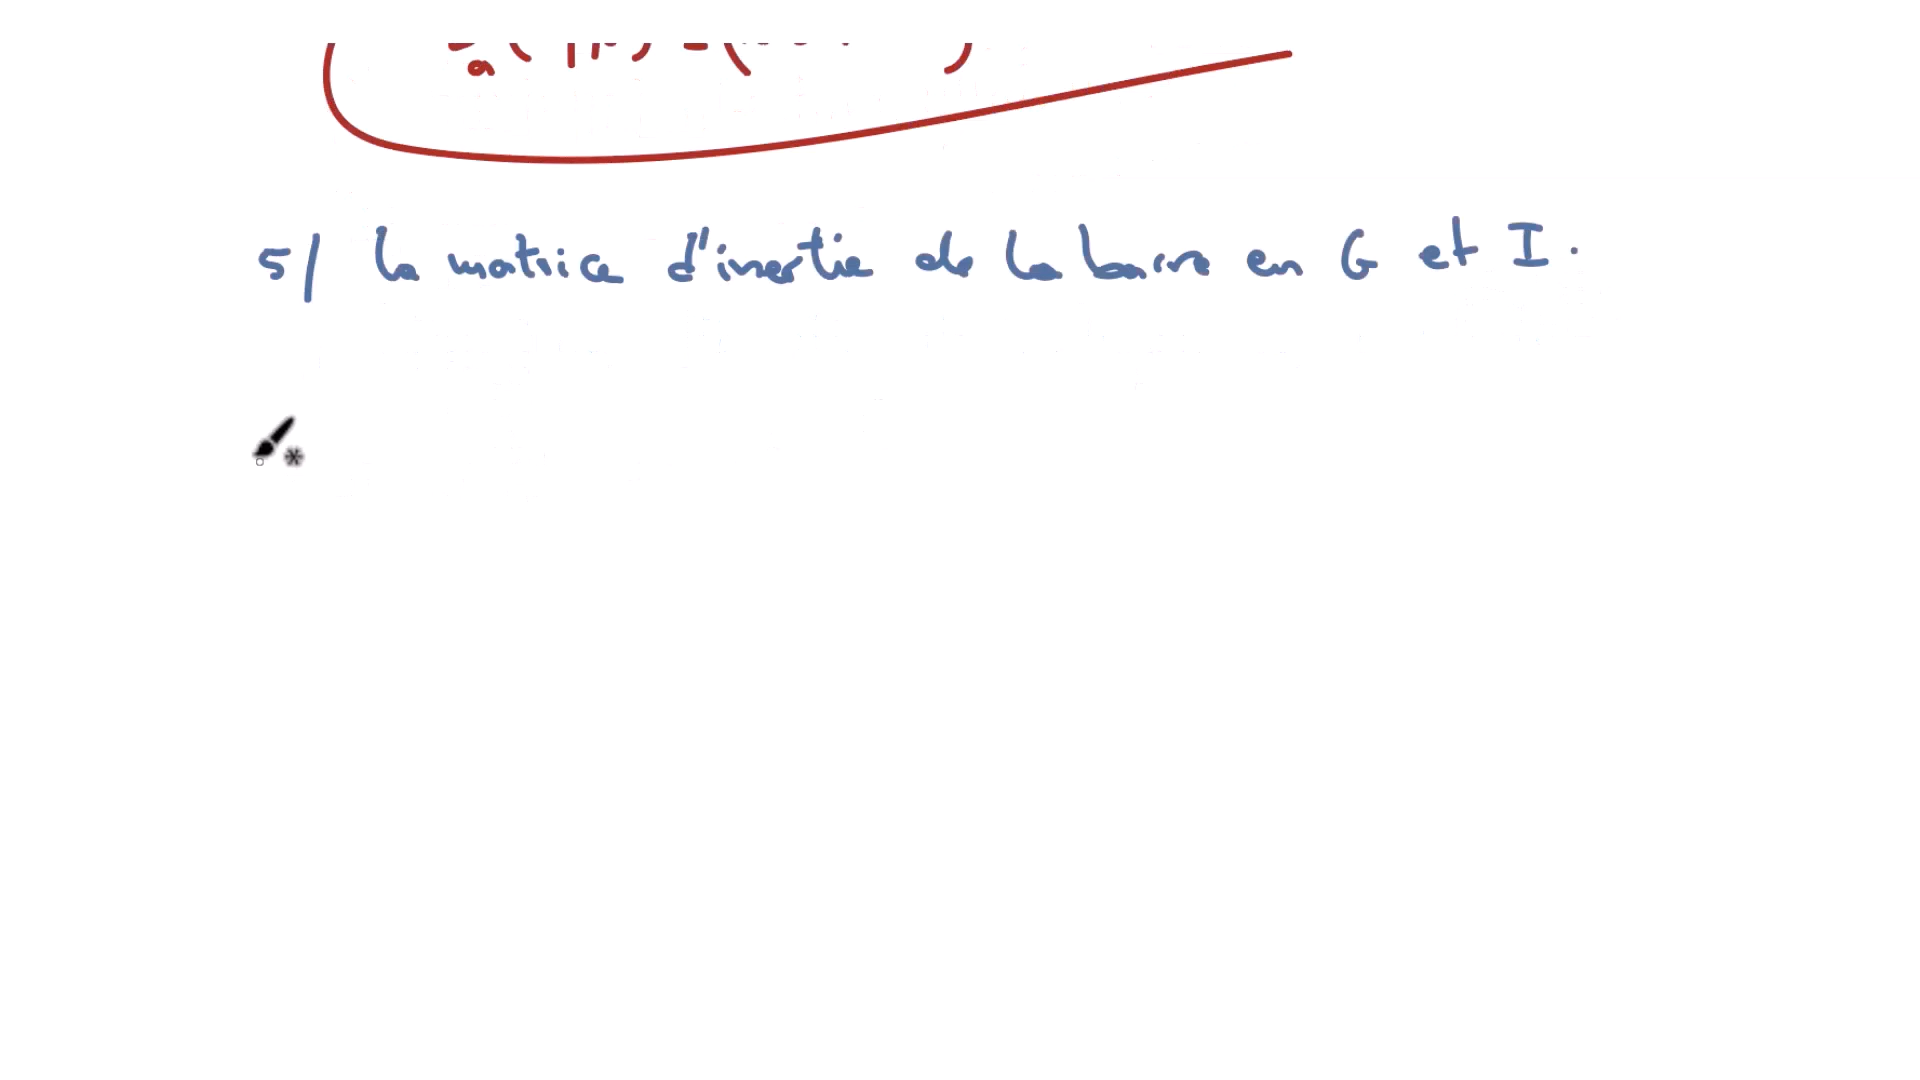 5/ la matrice d'inertie de la barre en G et I.